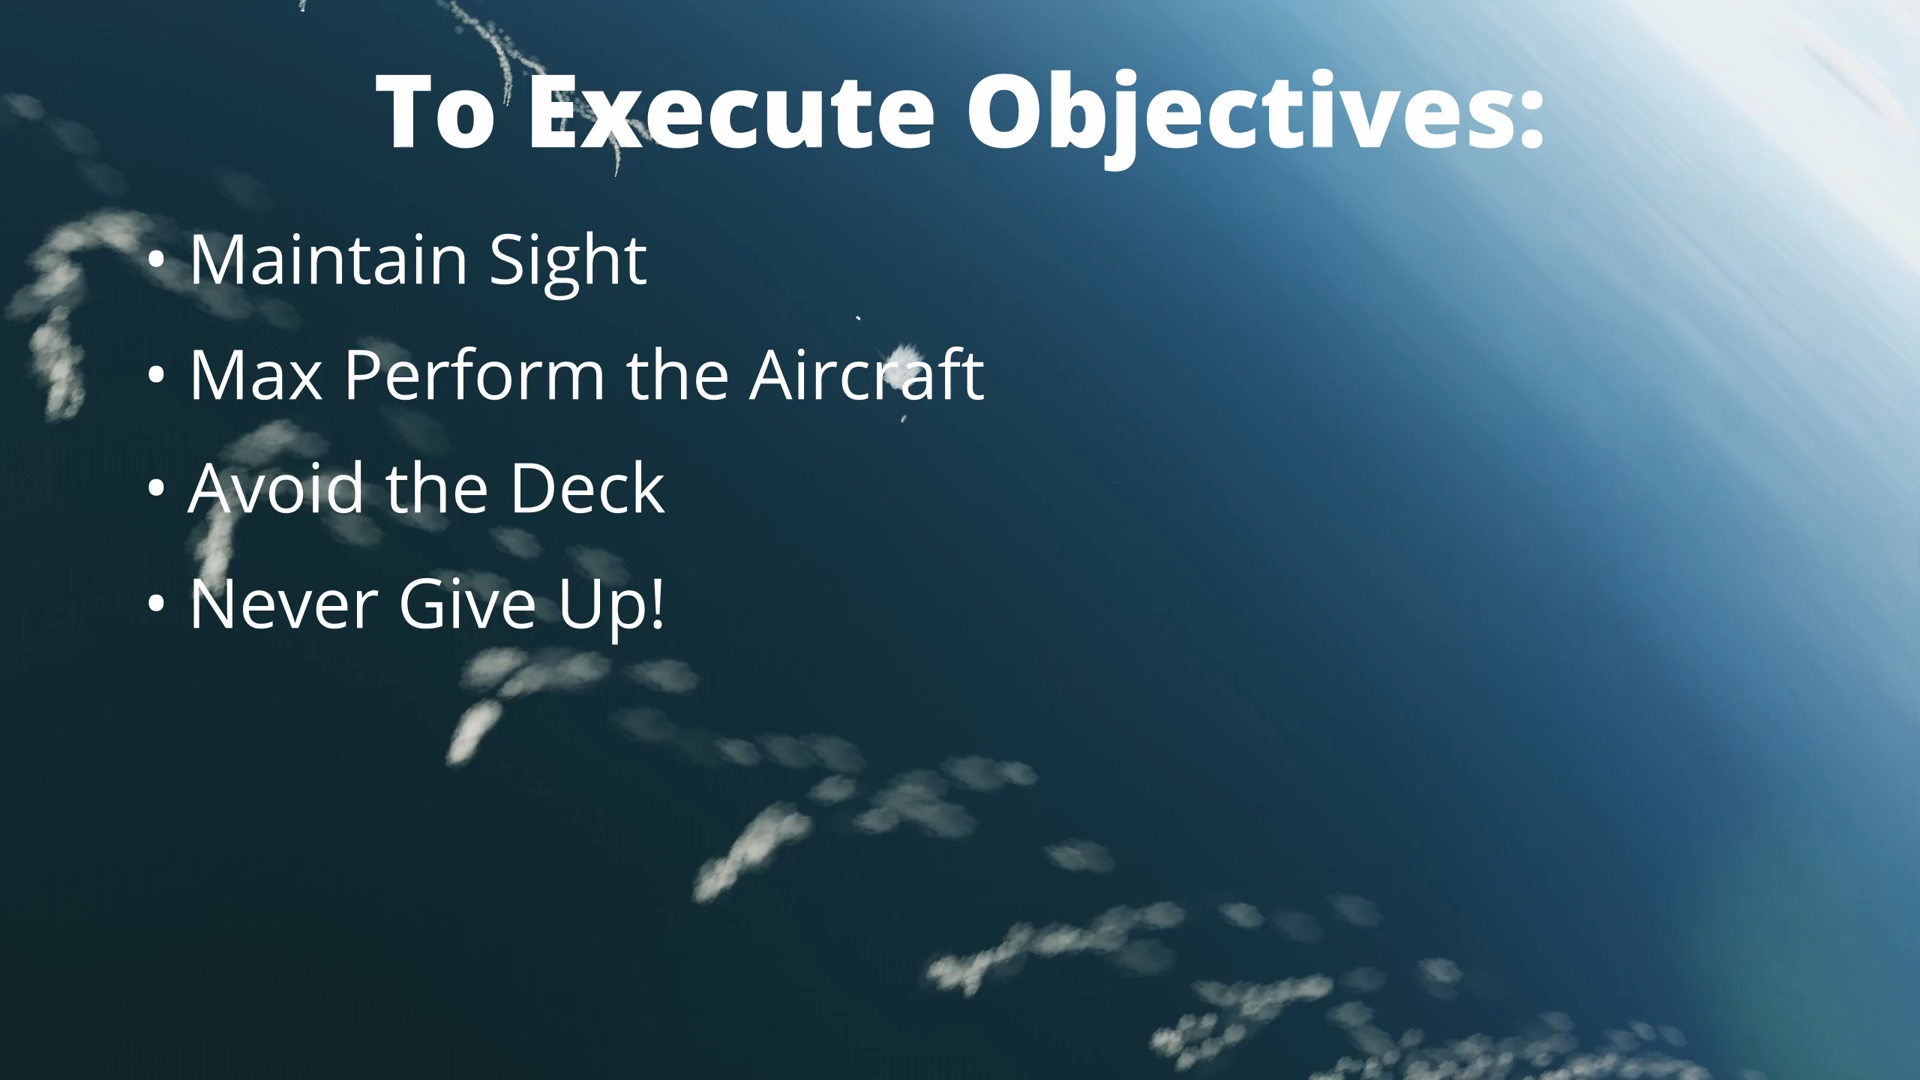 To Execute Objectives:
• Maintain Sight
• Max Perform the Aircraft
• Avoid the Deck
• Never Give Up!